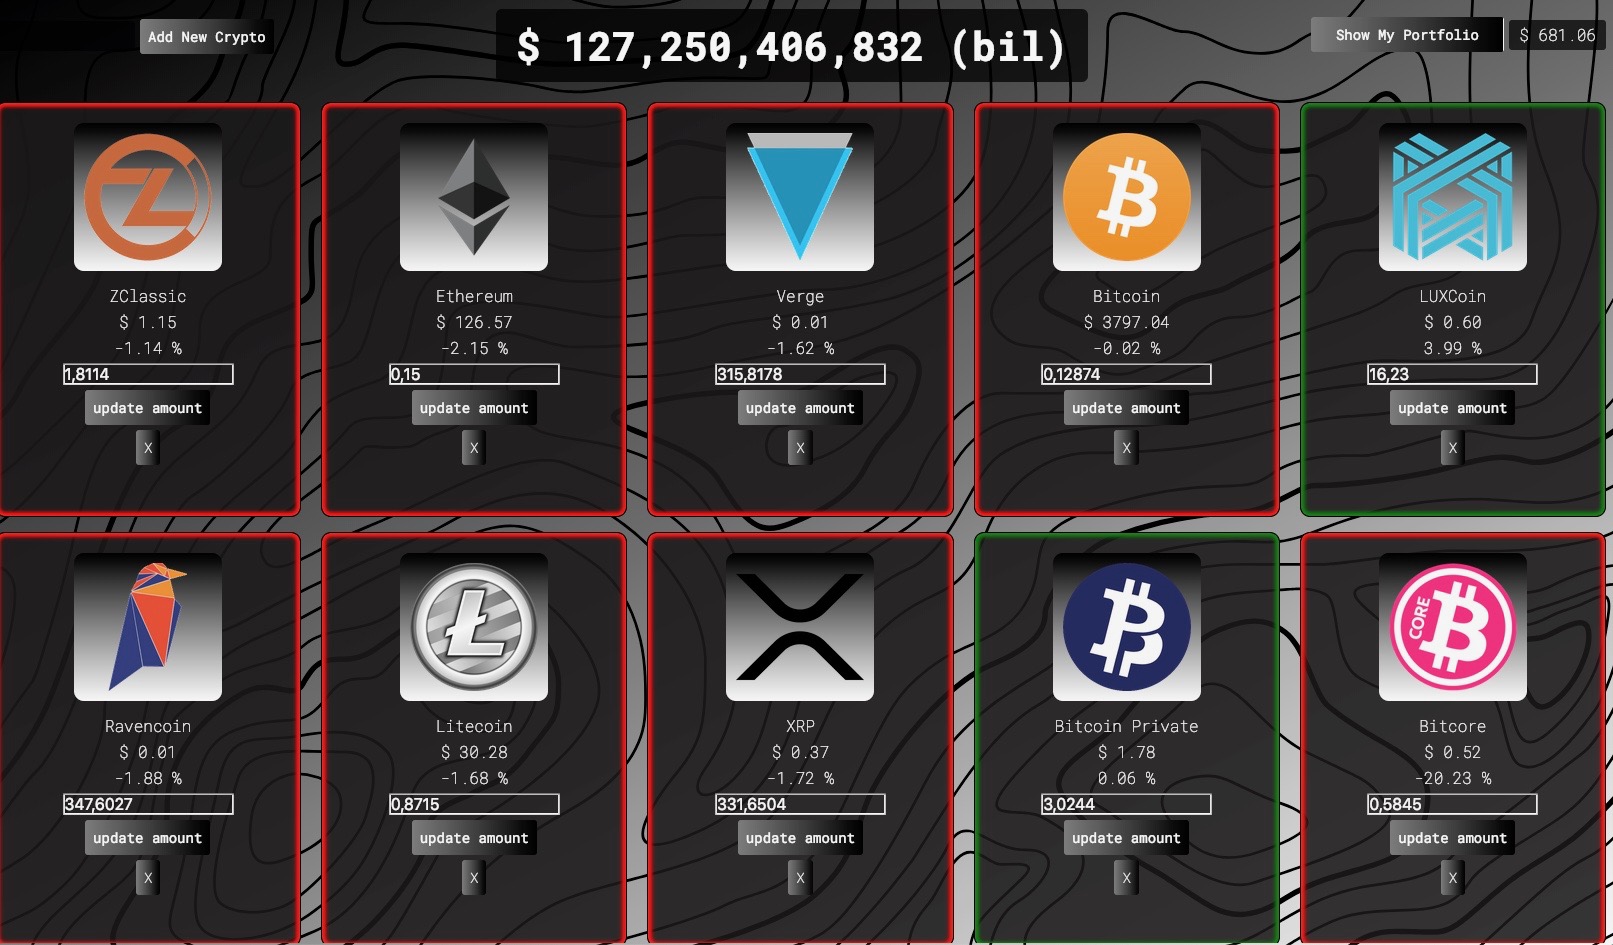 Add New Crypto
$ 127,250,406,832 (bil)
Show My Portfolio
$ 681.06
ZClassic
$ 1.15
-1.14 %
1,8114
update amount
X
Ethereum
$ 126.57
-2.15 %
0,15
update amount
X
Verge
$ 0.01
-1.62 %
315,8178
update amount
X
Bitcoin
$ 3797.04
-0.02 %
0,12874
update amount
X
LUXCoin
$ 0.60
3.99 %
16,23
update amount
X
Ravencoin
$ 0.01
-1.88 %
347,6027
update amount
X
Litecoin
$ 30.28
-1.68 %
0,8715
update amount
X
XRP
$ 0.37
-1.72 %
331,6504
update amount
X
Bitcoin Private
$ 1.78
0.06 %
3,0244
update amount
X
CORE
Bitcore
$ 0.52
-20.23 %
0,5845
update amount
X